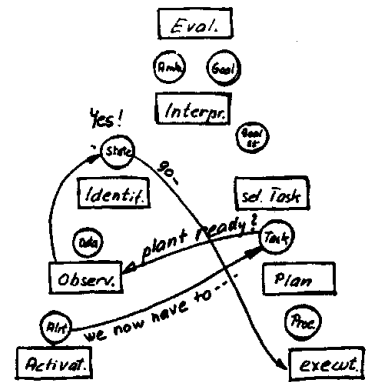 Eval.
Amb. Goal
Interpr.
Yes!
Goal st
State
go-
Identif. sel. Task
Data plant ready? Task
Observ. Plan
Alrt we now have to ---- Proc.
Activat. execut.